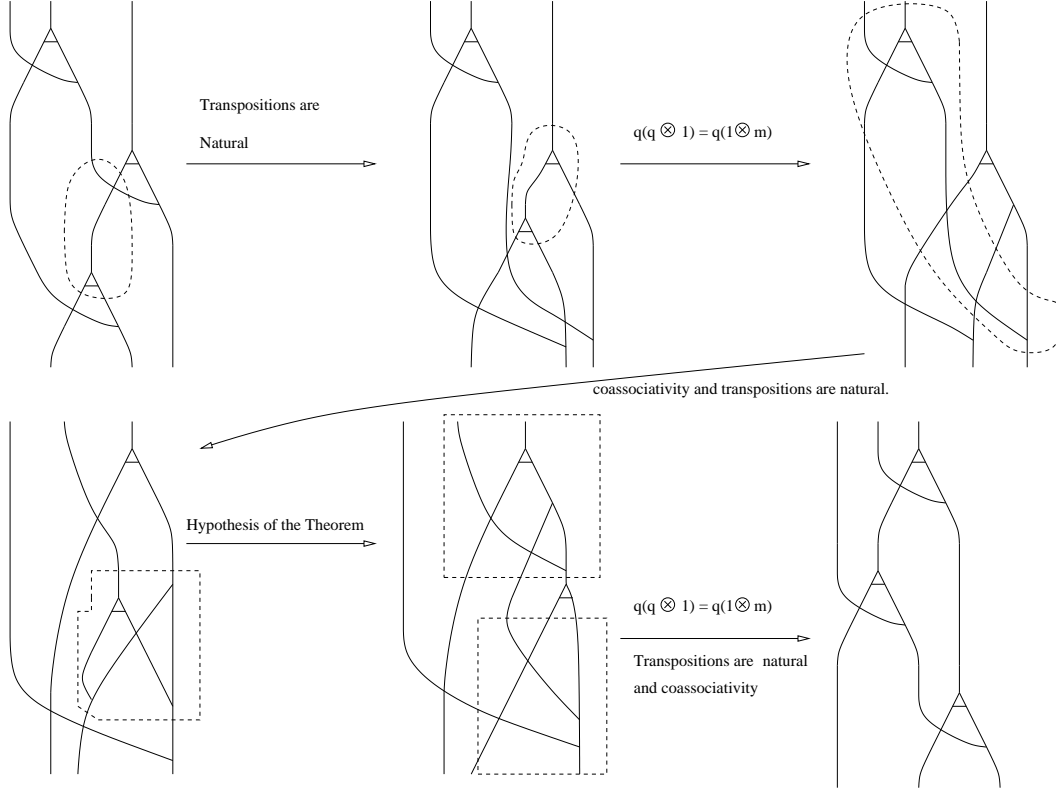 Transpositions are
Natural
q(q ⊗ 1) = q(1⊗ m)
coassociativity and transpositions are natural.
Hypothesis of the Theorem
q(q ⊗ 1) = q(1⊗ m)
Transpositions are natural
and coassociativity